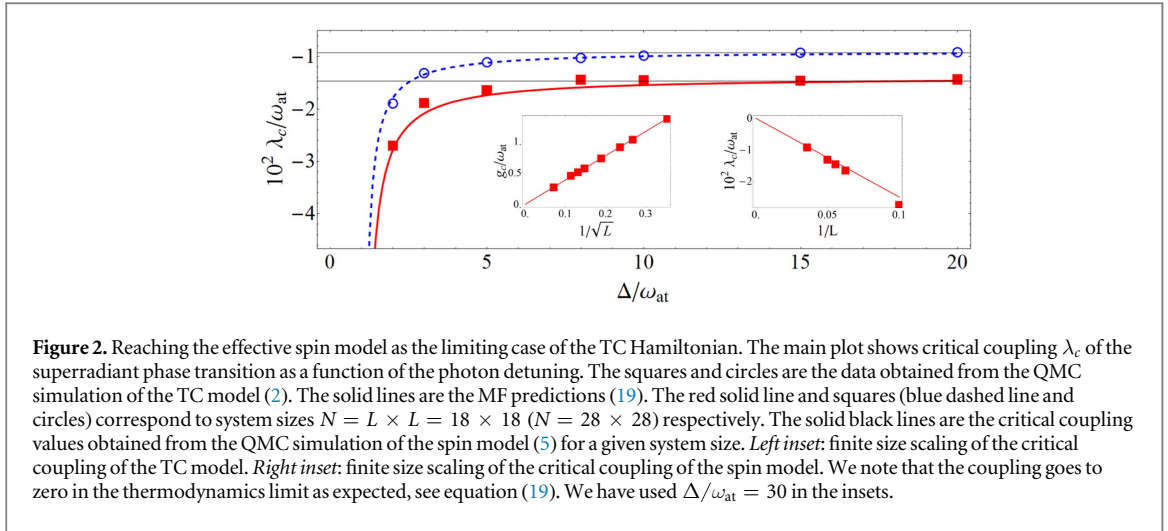 -1
-2
-3
-4
10² λc/ωat
gc/ωat
1.
0.5
0.
0. 0.1 0.2 0.3
1/√L
10² λc/ωat
0
-1
-2
0. 0.05 0.1
1/L
0 5 10 15 20
Δ/ωat
Figure 2. Reaching the effective spin model as the limiting case of the TC Hamiltonian. The main plot shows critical coupling λc of the
superradiant phase transition as a function of the photon detuning. The squares and circles are the data obtained from the QMC
simulation of the TC model (2). The solid lines are the MF predictions (19). The red solid line and squares (blue dashed line and
circles) correspond to system sizes N = L × L = 18 × 18 (N = 28 × 28) respectively. The solid black lines are the critical coupling
values obtained from the QMC simulation of the spin model (5) for a given system size. Left inset: finite size scaling of the critical
coupling of the TC model. Right inset: finite size scaling of the critical coupling of the spin model. We note that the coupling goes to
zero in the thermodynamics limit as expected, see equation (19). We have used Δ/ωat = 30 in the insets.